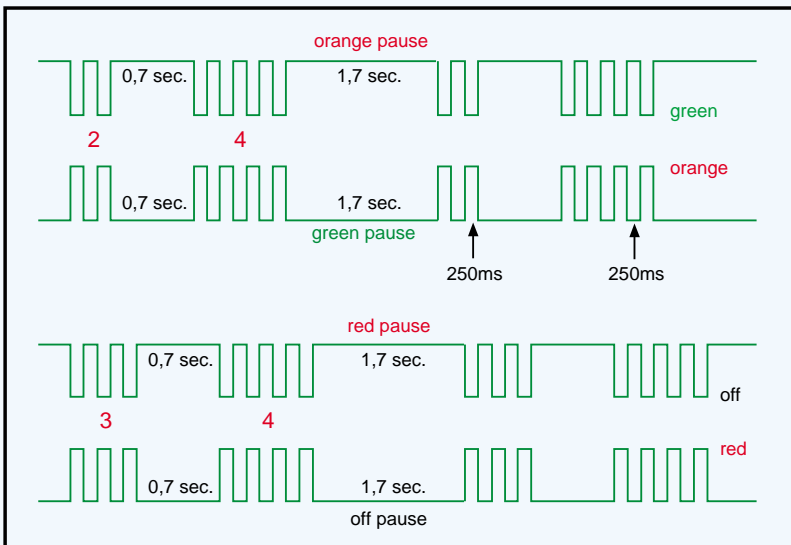 orange pause
0,7 sec. 1,7 sec.
green
2 4
orange
0,7 sec. 1,7 sec.
green pause
250ms 250ms
red pause
0,7 sec. 1,7 sec.
off
3 4
red
0,7 sec. 1,7 sec.
off pause